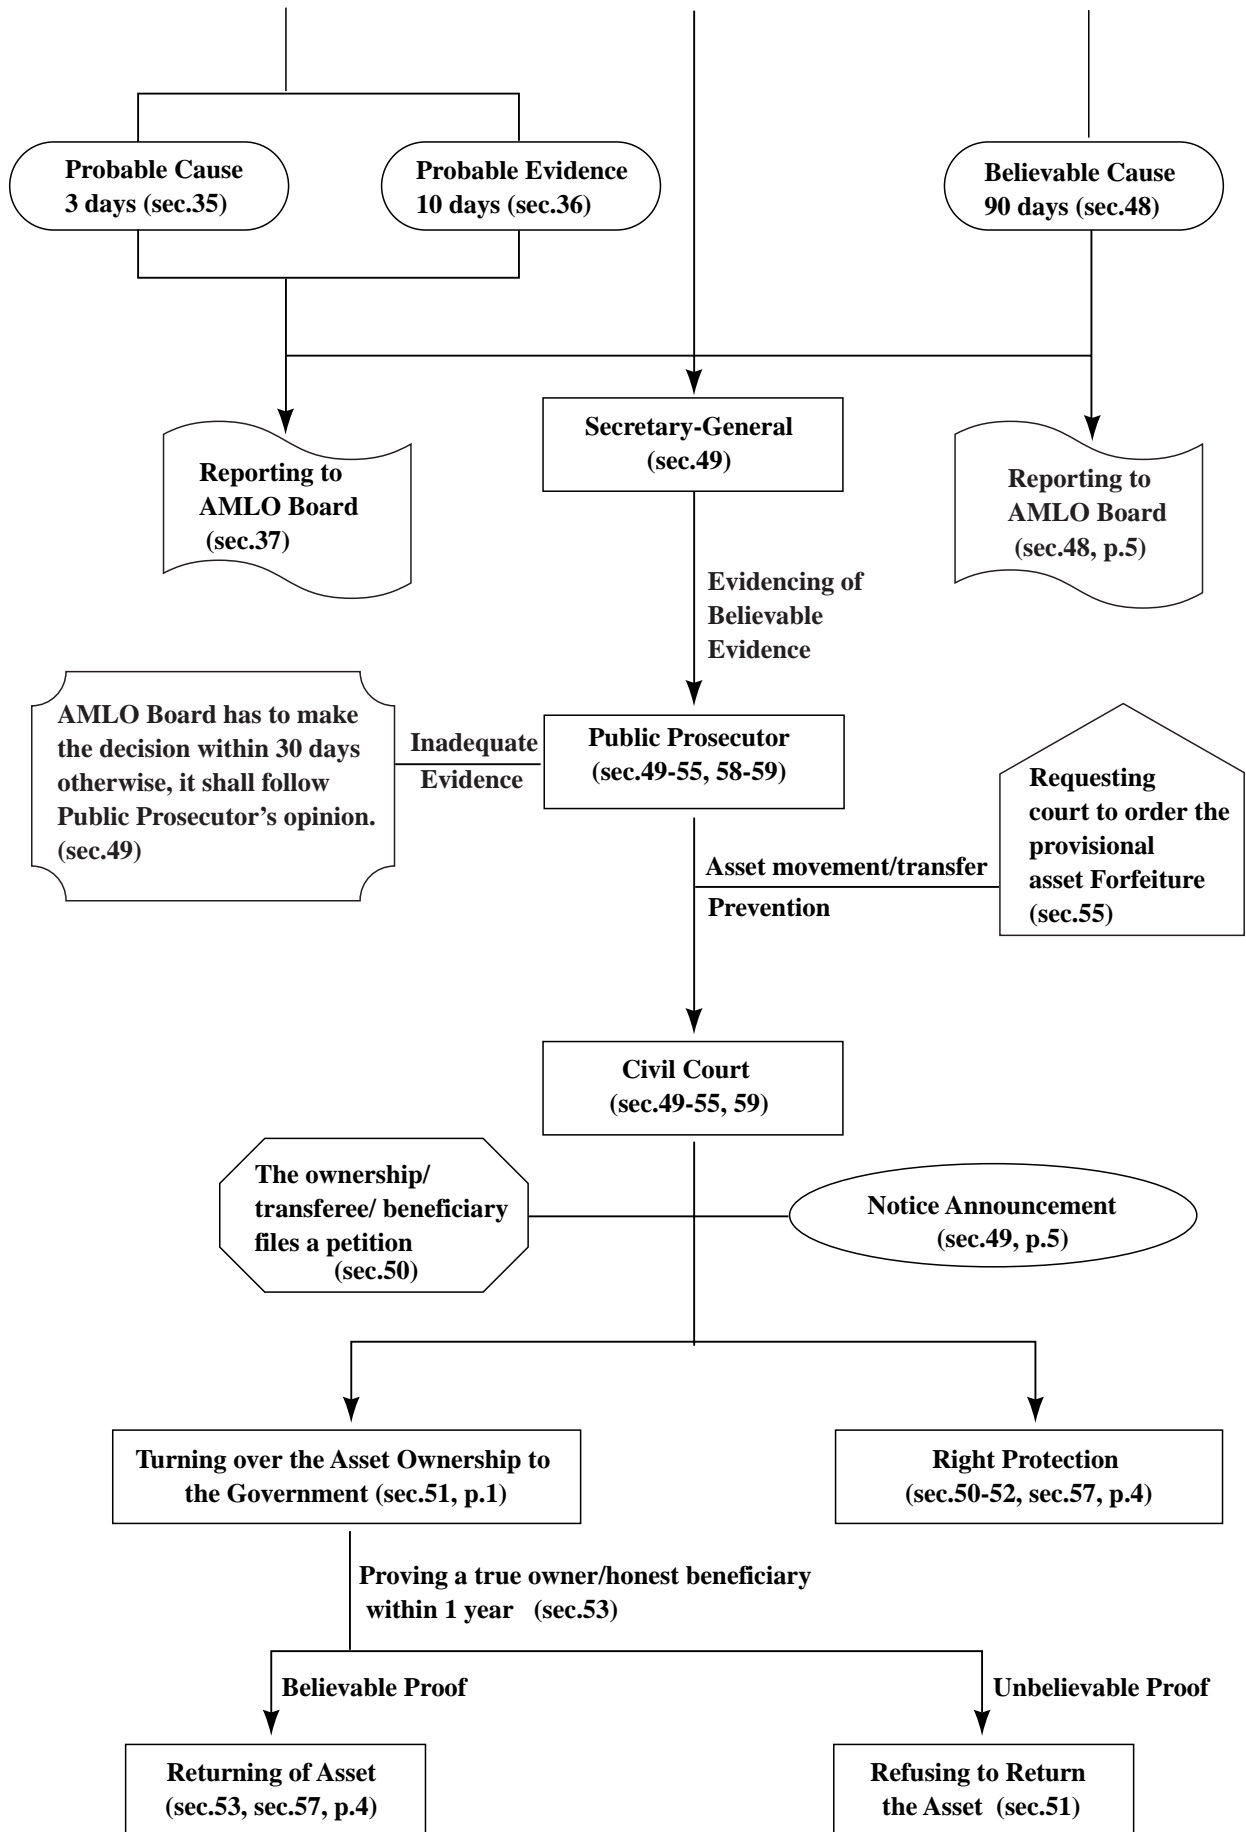 Probable Cause
3 days (sec.35)
Probable Evidence
10 days (sec.36)
Believable Cause
90 days (sec.48)
Reporting to
AMLO Board
(sec.37)
Secretary-General
(sec.49)
Reporting to
AMLO Board
(sec.48, p.5)
Evidencing of
Believable
Evidence
AMLO Board has to make
the decision within 30 days
otherwise, it shall follow
Public Prosecutor's opinion.
(sec.49)
Inadequate
Evidence
Public Prosecutor
(sec.49-55, 58-59)
Requesting
court to order the
provisional
asset Forfeiture
(sec.55)
Asset movement/transfer
Prevention
Civil Court
(sec.49-55, 59)
The ownership/
transferee/ beneficiary
files a petition
(sec.50)
Notice Announcement
(sec.49, p.5)
Turning over the Asset Ownership to
the Government (sec.51, p.1)
Right Protection
(sec.50-52, sec.57, p.4)
Proving a true owner/honest beneficiary
within 1 year (sec.53)
Believable Proof
Unbelievable Proof
Returning of Asset
(sec.53, sec.57, p.4)
Refusing to Return
the Asset (sec.51)